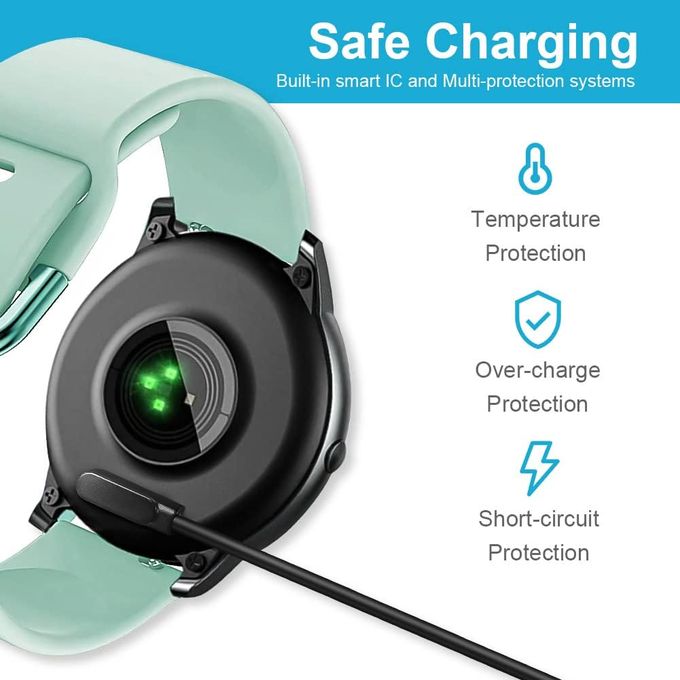 Safe Charging
Built-in smart IC and Multi-protection systems
Temperature
Protection
Over-charge
Protection
Short-circuit
Protection